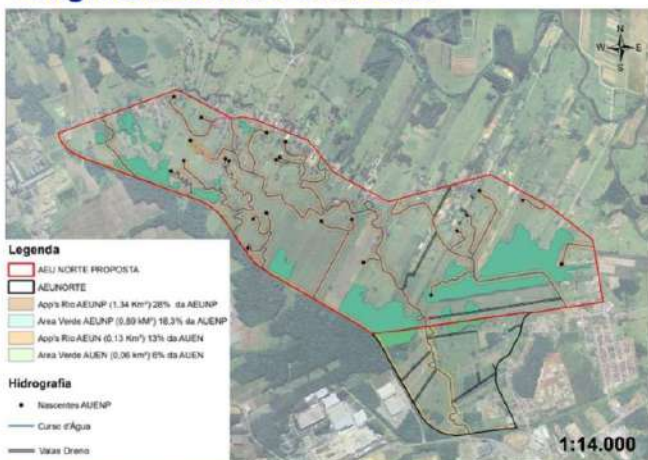 N
W E
S
Legenda
AEU NORTE PROPOSTA
AEUNORTE
App's Rio AEUNP (1,34 Km²) 28% da AEUNP
Area Verde AEUNP (0,89 kM²) 18,3% da AUENP
App's Rio AEUN (0,13 Km²) 13% da AUEN
Area Verde AUEN (0,06 km²) 6% da AUEN
Hidrografia
Nascentes AUENP
Curso d'Água
Valas Dreno
1:14.000